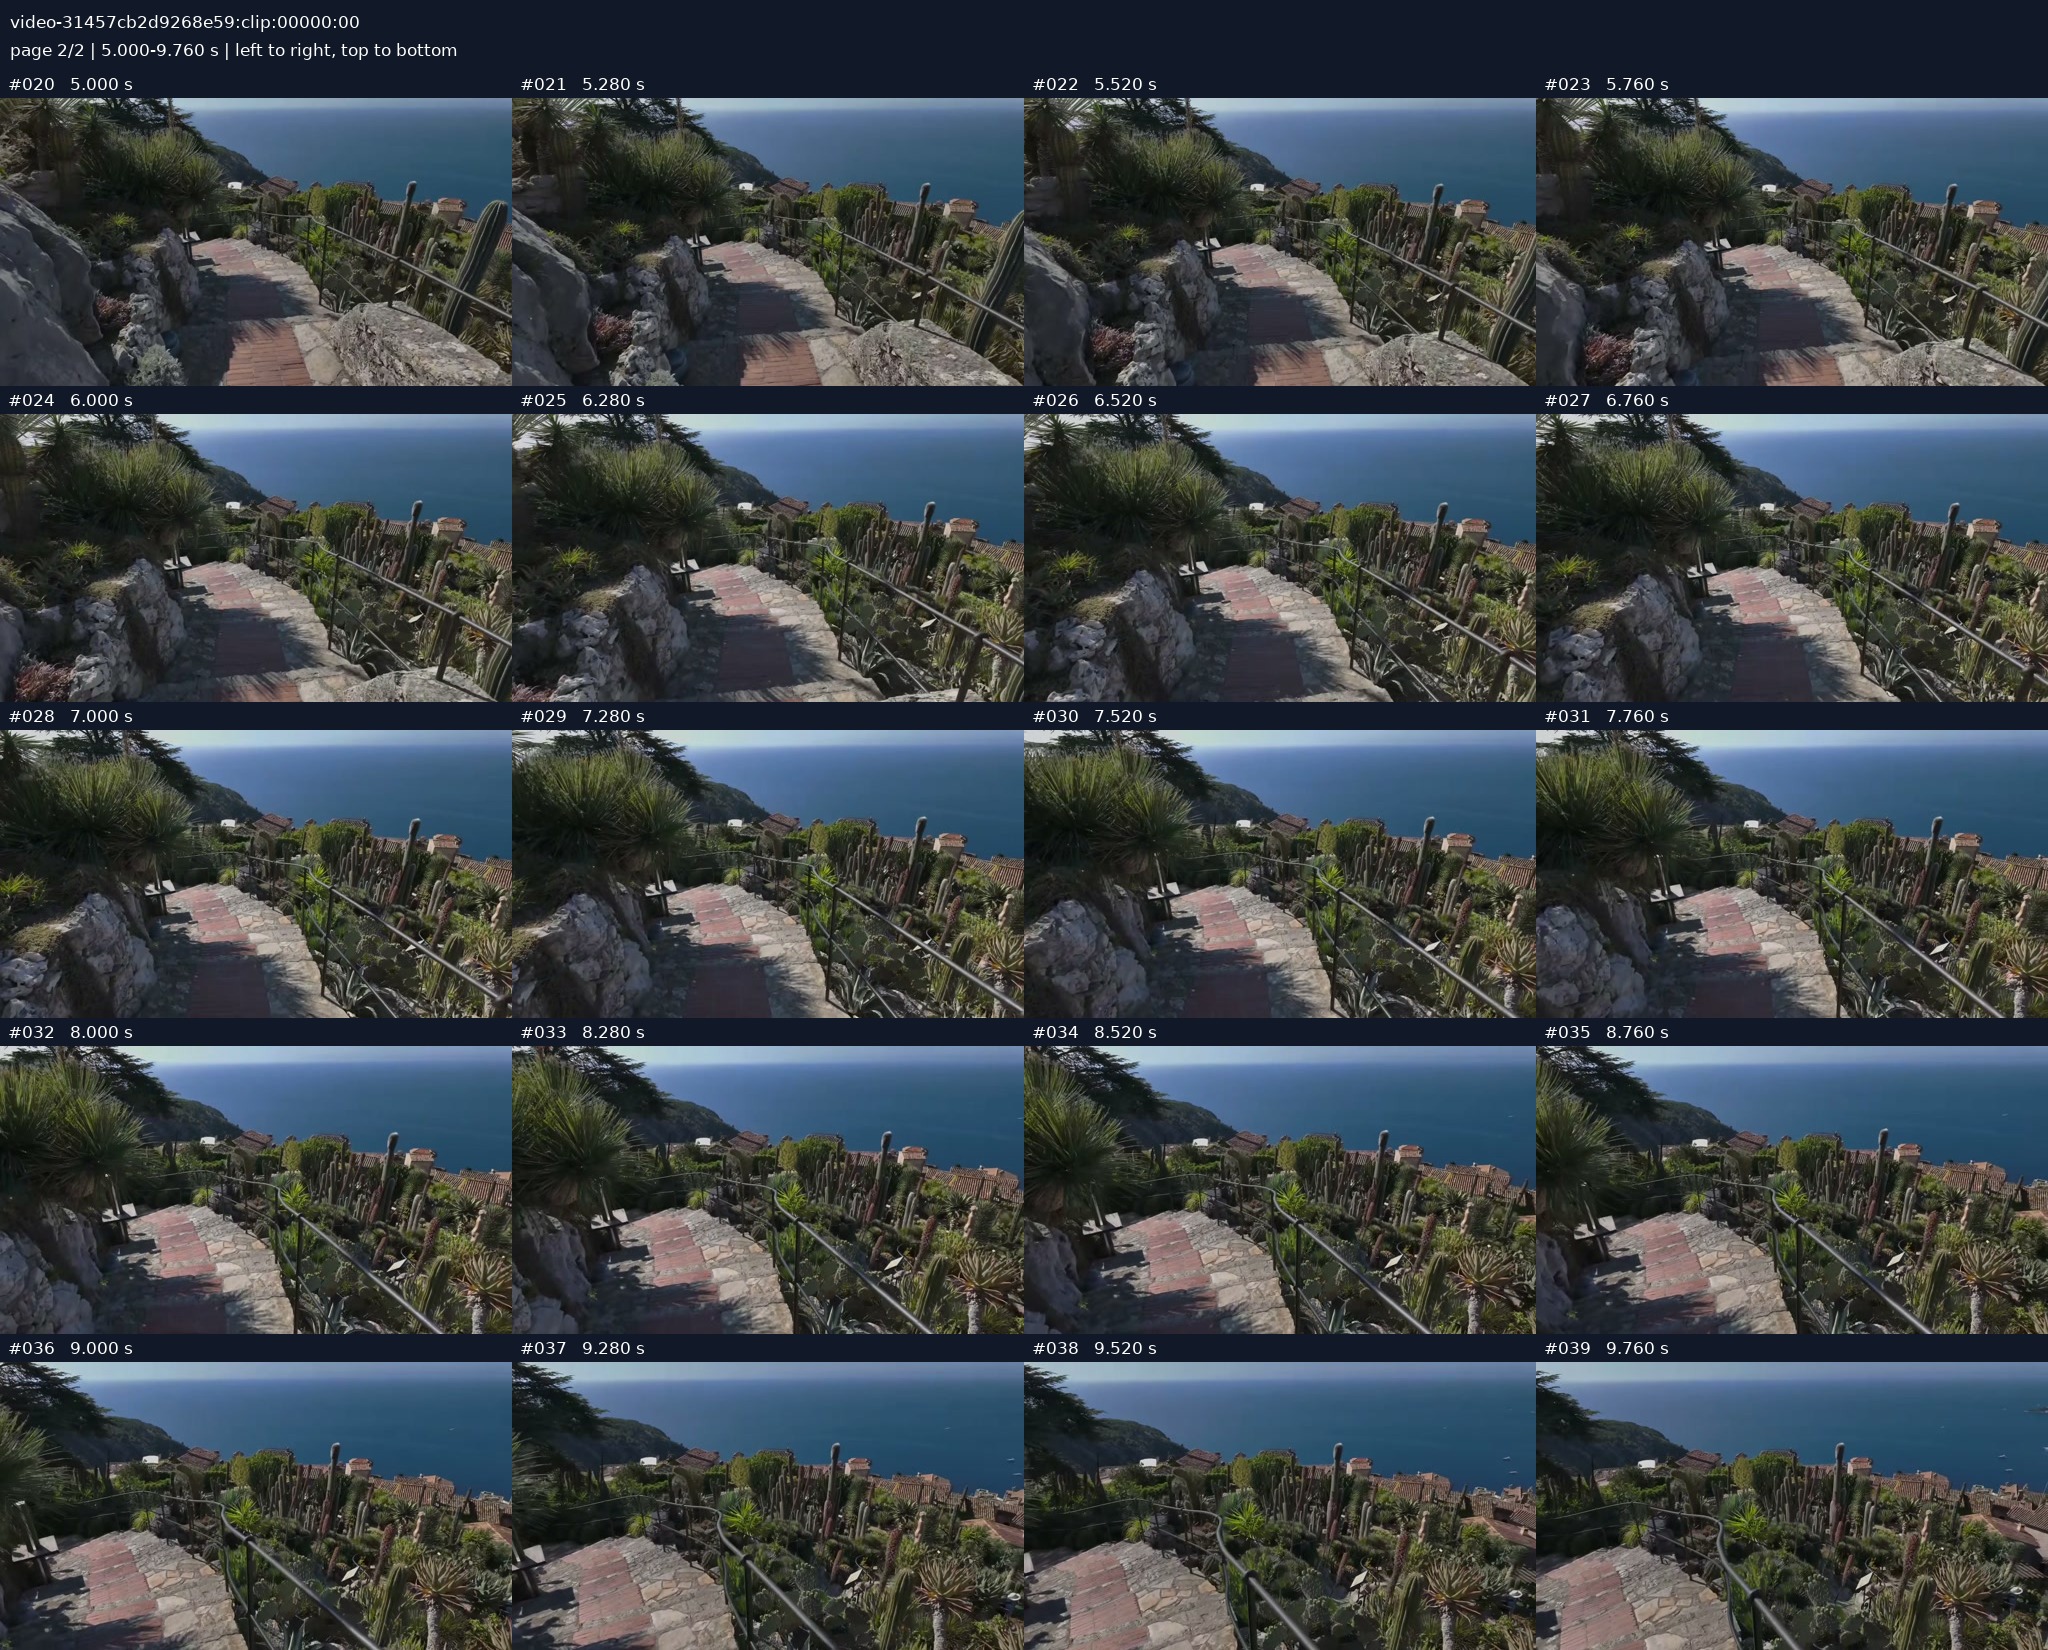 video-31457cb2d9268e59:clip:00000:00
page 2/2 | 5.000-9.760 s | left to right, top to bottom
#020 5.000 s
#021 5.280 s
#022 5.520 s
#023 5.760 s
#024 6.000 s
#025 6.280 s
#026 6.520 s
#027 6.760 s
#028 7.000 s
#029 7.280 s
#030 7.520 s
#031 7.760 s
#032 8.000 s
#033 8.280 s
#034 8.520 s
#035 8.760 s
#036 9.000 s
#037 9.280 s
#038 9.520 s
#039 9.760 s